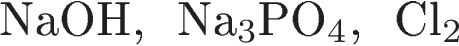 NaOH, Na₃PO₄, Cl₂